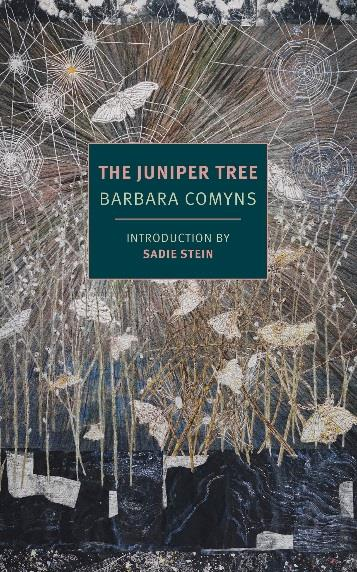 THE JUNIPER TREE
BARBARA COMYNS
INTRODUCTION BY
SADIE STEIN